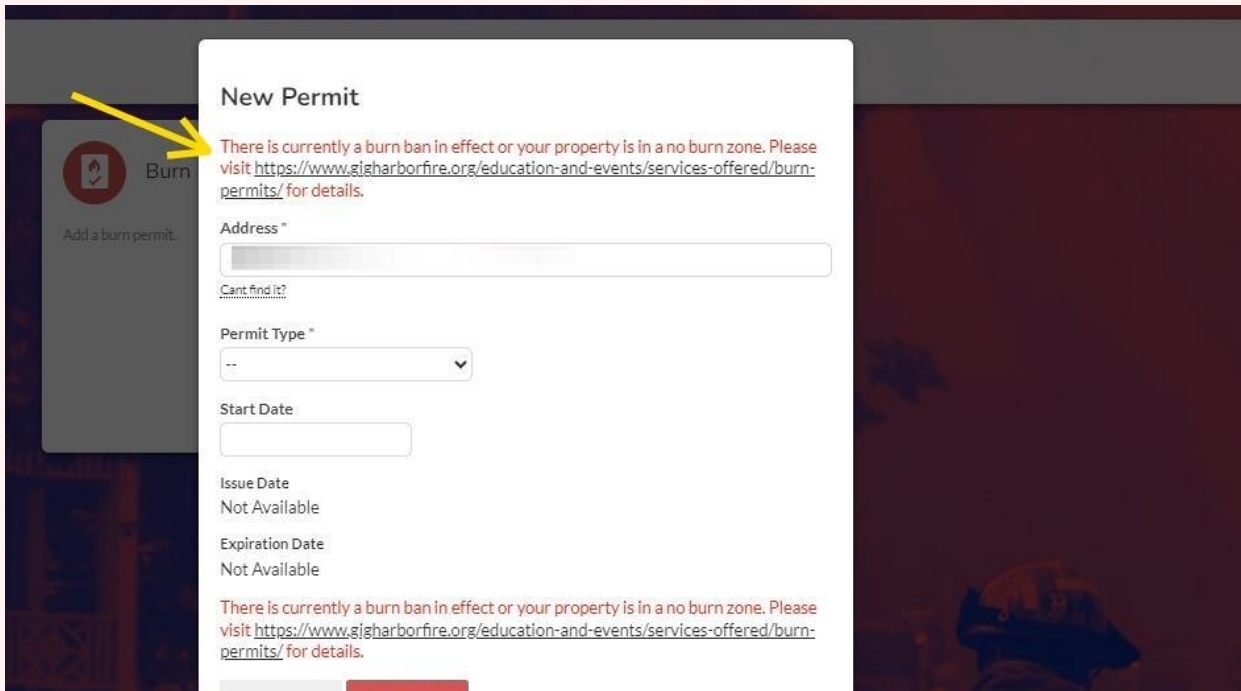 New Permit
There is currently a burn ban in effect or your property is in a no burn zone. Please
visit https://www.gigharborfire.org/education-and-events/services-offered/burn-
permits/ for details.
Burn
Add a burn permit.
Address *
Cant find it?
Permit Type *
--
Start Date
Issue Date
Not Available
Expiration Date
Not Available
There is currently a burn ban in effect or your property is in a no burn zone. Please
visit https://www.gigharborfire.org/education-and-events/services-offered/burn-
permits/ for details.